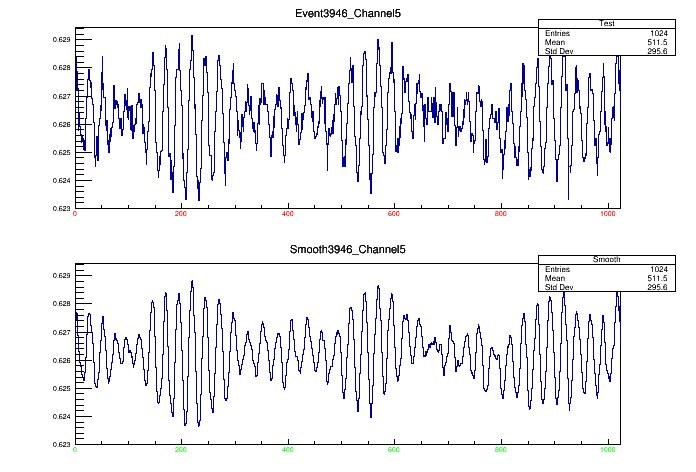 Event3946_Channel5
Test
Entries 1024
Mean 511.5
Std Dev 295.6
0.629
0.628
0.627
0.626
0.625
0.624
0.623
0 200 400 600 800 1000
Smooth3946_Channel5
Smooth
Entries 1024
Mean 511.5
Std Dev 295.6
0.629
0.628
0.627
0.626
0.625
0.624
0.623
0 200 400 600 800 1000